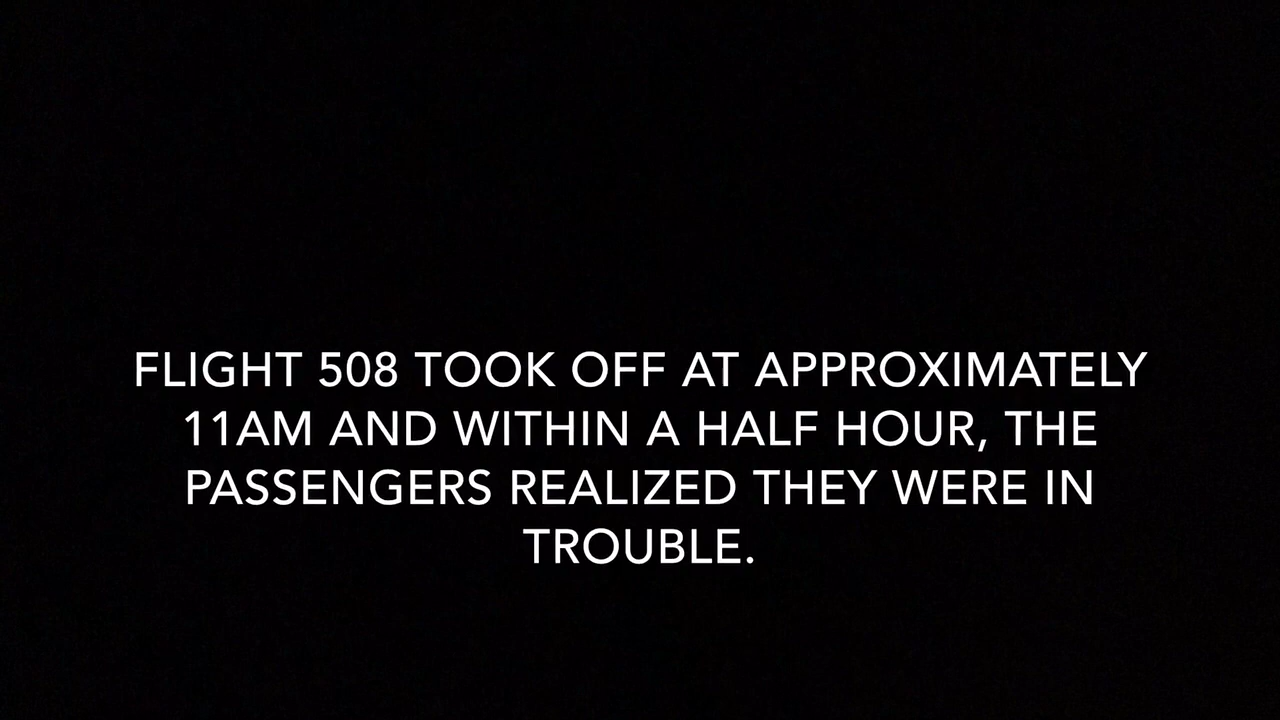 FLIGHT 508 TOOK OFF AT APPROXIMATELY
11AM AND WITHIN A HALF HOUR, THE
PASSENGERS REALIZED THEY WERE IN
TROUBLE.